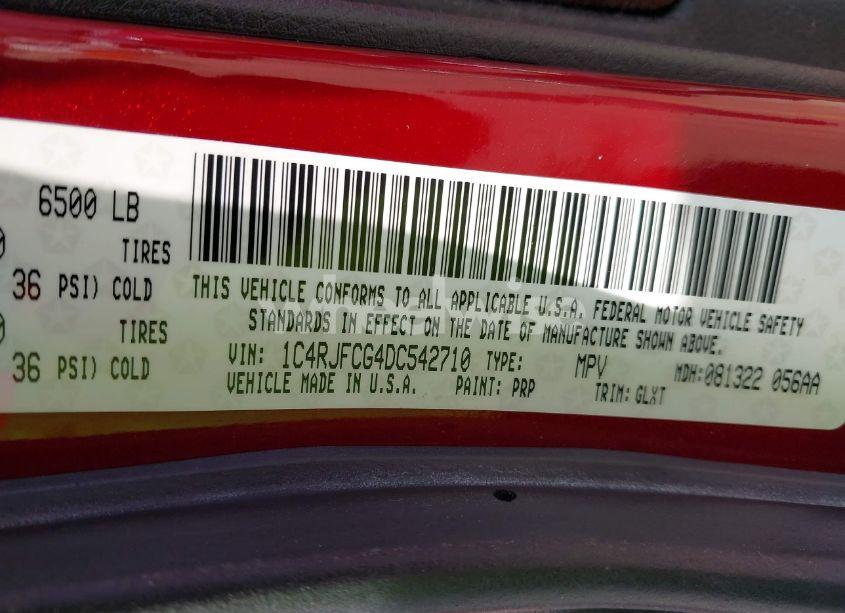 6500 LB
TIRES
36 PSI) COLD
TIRES
36 PSI) COLD
THIS VEHICLE CONFORMS TO ALL APPLICABLE U.S.A. FEDERAL MOTOR VEHICLE SAFETY
STANDARDS IN EFFECT ON THE DATE OF MANUFACTURE SHOWN ABOVE.
VIN: 1C4RJFCG4DC542710 TYPE: MPV MDH:081322 056AA
VEHICLE MADE IN U.S.A. PAINT: PRP TRIM: GLXT